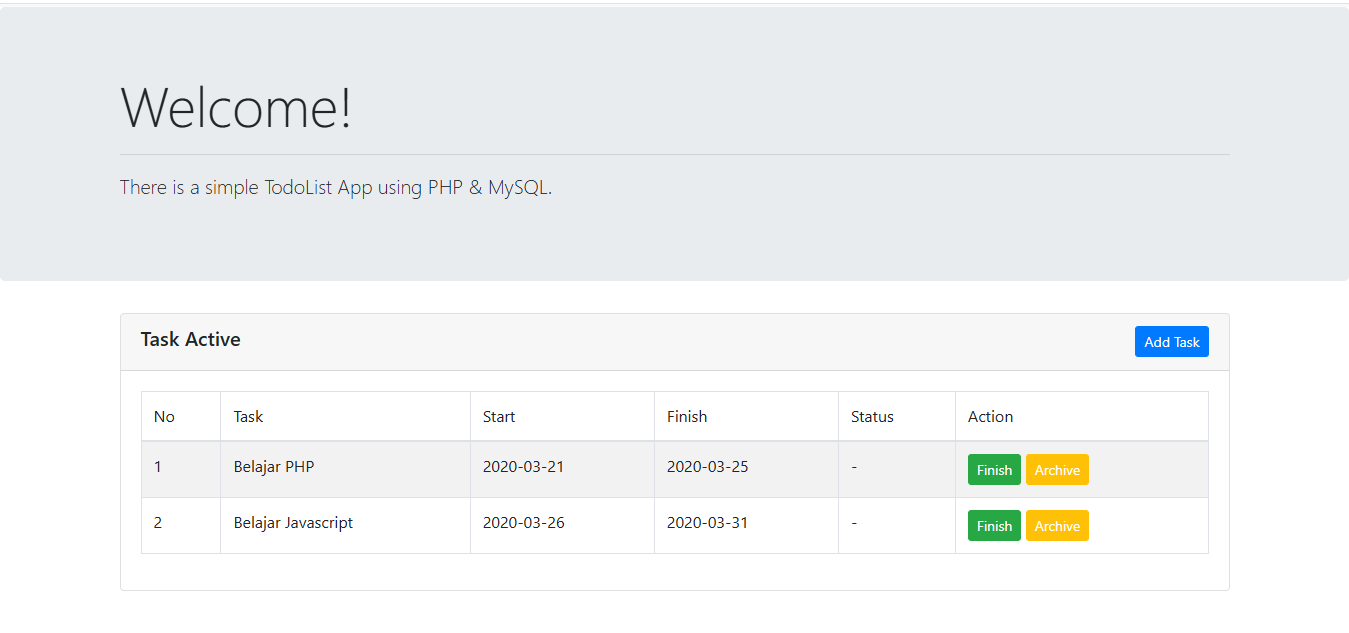 Welcome!
There is a simple TodoList App using PHP & MySQL.
Task Active
Add Task
No Task Start Finish Status Action
1 Belajar PHP 2020-03-21 2020-03-25 - Finish Archive
2 Belajar Javascript 2020-03-26 2020-03-31 - Finish Archive